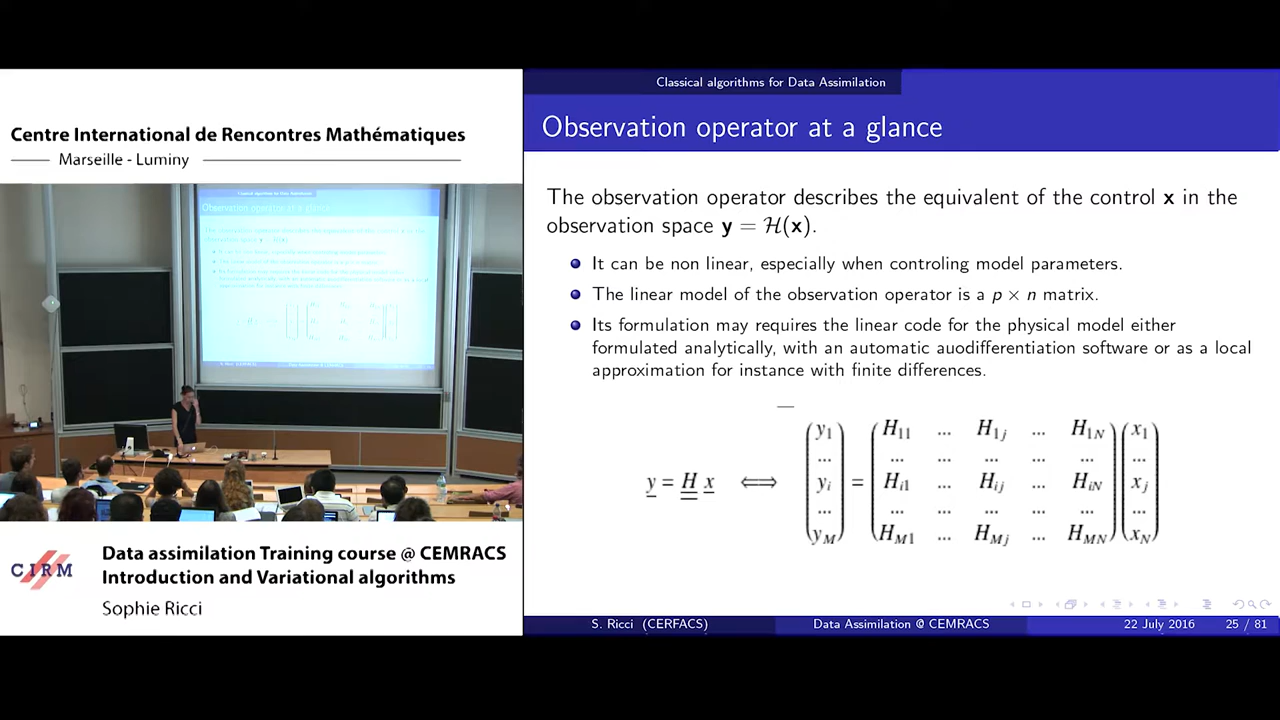 Centre International de Rencontres Mathématiques
Marseille - Luminy
CIRM
Data assimilation Training course @ CEMRACS
Introduction and Variational algorithms
Sophie Ricci
Classical algorithms for Data Assimilation
Observation operator at a glance
The observation operator describes the equivalent of the control x in the
observation space y = H(x).
It can be non linear, especially when controling model parameters.
The linear model of the observation operator is a p × n matrix.
Its formulation may requires the linear code for the physical model either
formulated analytically, with an automatic auodifferentiation software or as a local
approximation for instance with finite differences.
y = H x ⟺
y1 H11 ... H1j ... H1N x1
... ... ... ... ... ... ...
yi = Hi1 ... Hij ... HiN xj
... ... ... ... ... ... ...
yM HM1 ... HMj ... HMN xN
S. Ricci (CERFACS) Data Assimilation @ CEMRACS 22 July 2016 25 / 81